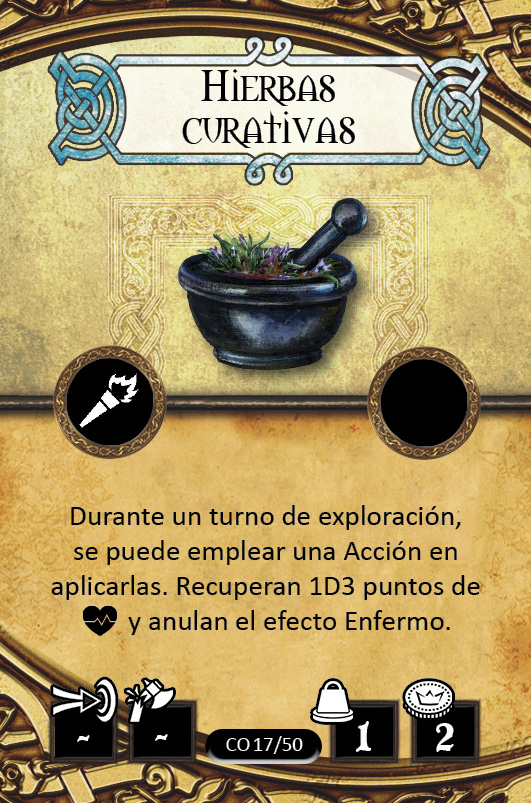 Hierbas
curativas
Durante un turno de exploración,
se puede emplear una Acción en
aplicarlas. Recuperan 1D3 puntos de
y anulan el efecto Enfermo.
~ ~ CO 17/50 1 2